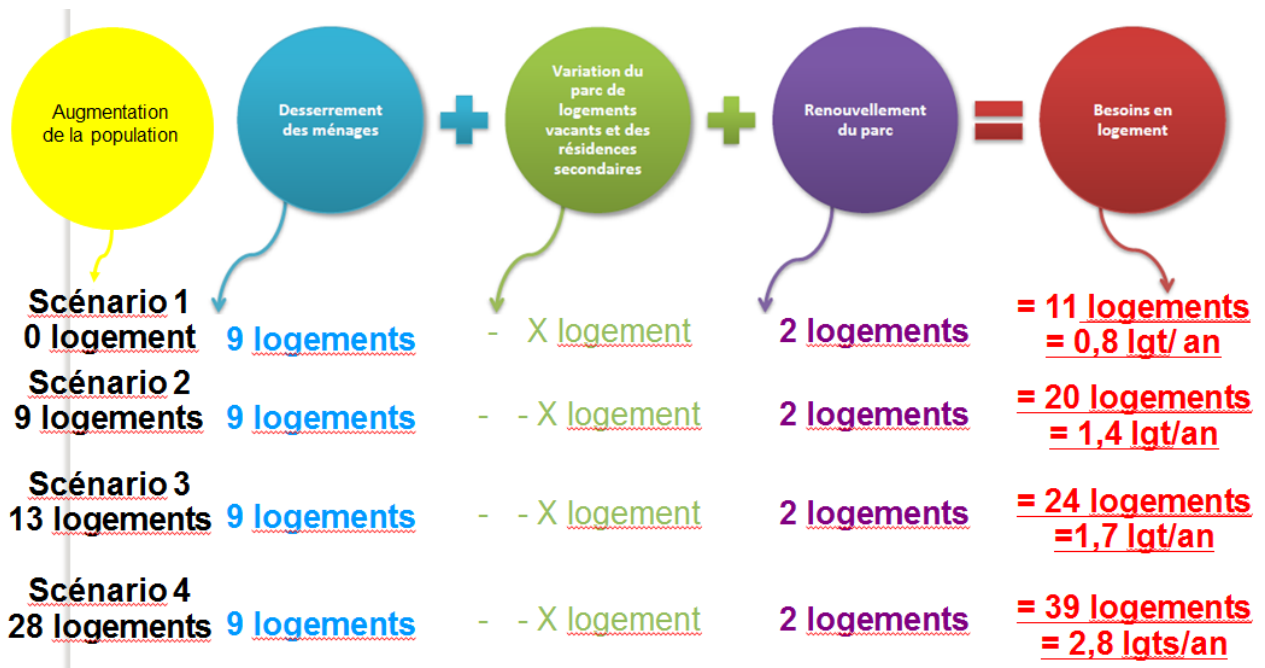 Augmentation
de la population
Desserrement
des ménages
Variation du
parc de
logements
vacants et des
résidences
secondaires
Renouvellement
du parc
Besoins en
logement
Scénario 1
0 logement
9 logements
- X logement
2 logements
= 11 logements
= 0,8 lgt/ an
Scénario 2
9 logements
9 logements
- - X logement
2 logements
= 20 logements
= 1,4 lgt/an
Scénario 3
13 logements
9 logements
- - X logement
2 logements
= 24 logements
=1,7 lgt/an
Scénario 4
28 logements
9 logements
- - X logement
2 logements
= 39 logements
= 2,8 lgts/an